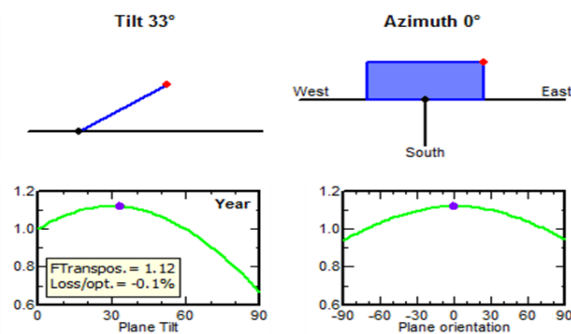 Tilt 33°
Azimuth 0°
West
East
South
1.2
1.0
0.8
0.6
Year
FTranspos.= 1.12
Loss/opt.= -0.1%
0
30
60
90
Plane Tilt
1.2
1.0
0.8
0.6
-90
-60
-30
0
30
60
90
Plane orientation